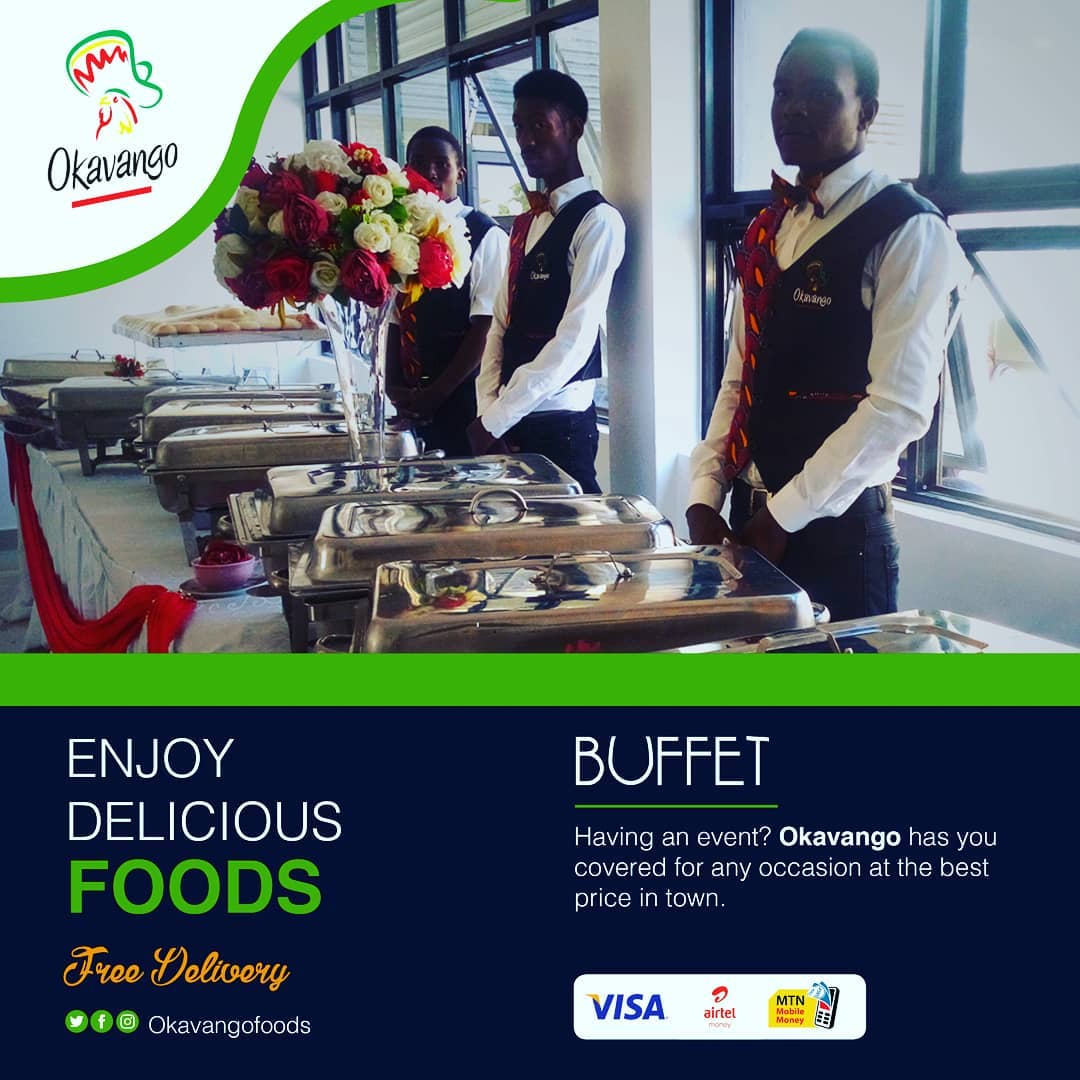 Okavango
Okavango
Okavango
ENJOY
DELICIOUS
FOODS
Free Delivery
Okavangofoods
BUFFET
Having an event? Okavango has you
covered for any occasion at the best
price in town.
VISA
airtel
money
MTN
Mobile
Money